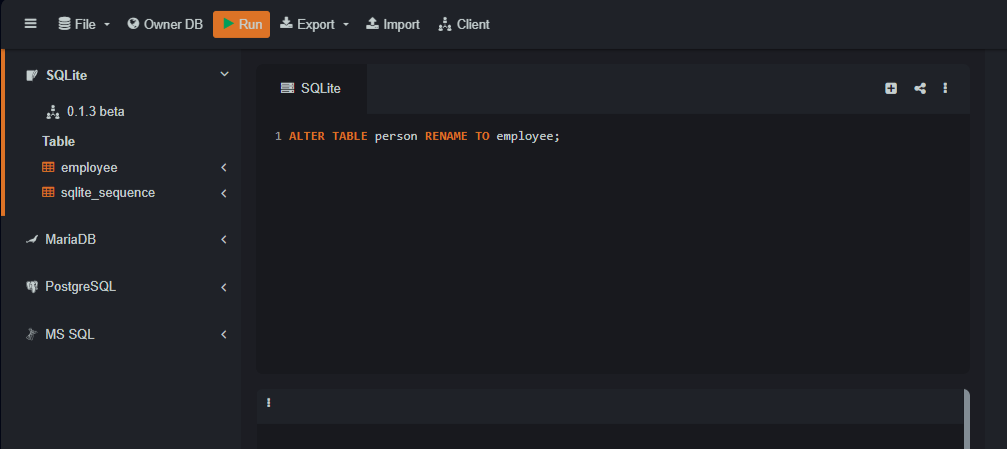 File Owner DB Run Export Import Client
SQLite
0.1.3 beta
Table
employee
sqlite_sequence
MariaDB
PostgreSQL
MS SQL
SQLite
1 ALTER TABLE person RENAME TO employee;